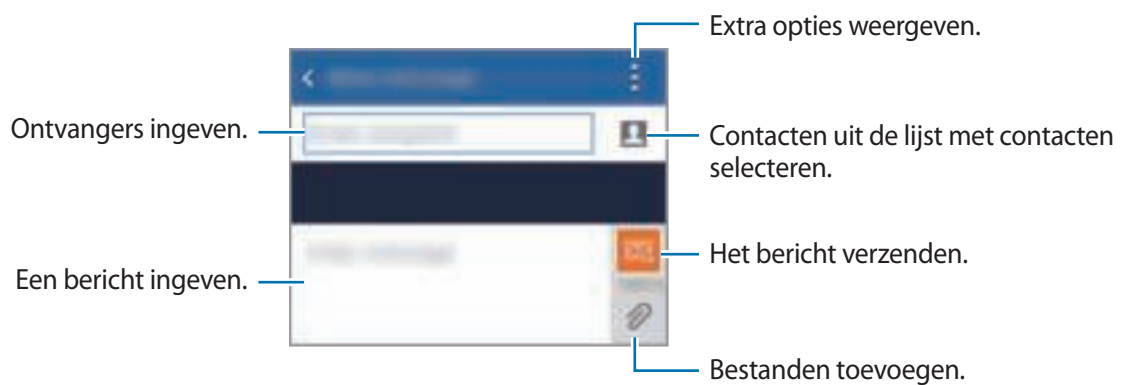 Extra opties weergeven.
Ontvangers ingeven.
Contacten uit de lijst met contacten
selecteren.
Het bericht verzenden.
Een bericht ingeven.
Bestanden toevoegen.